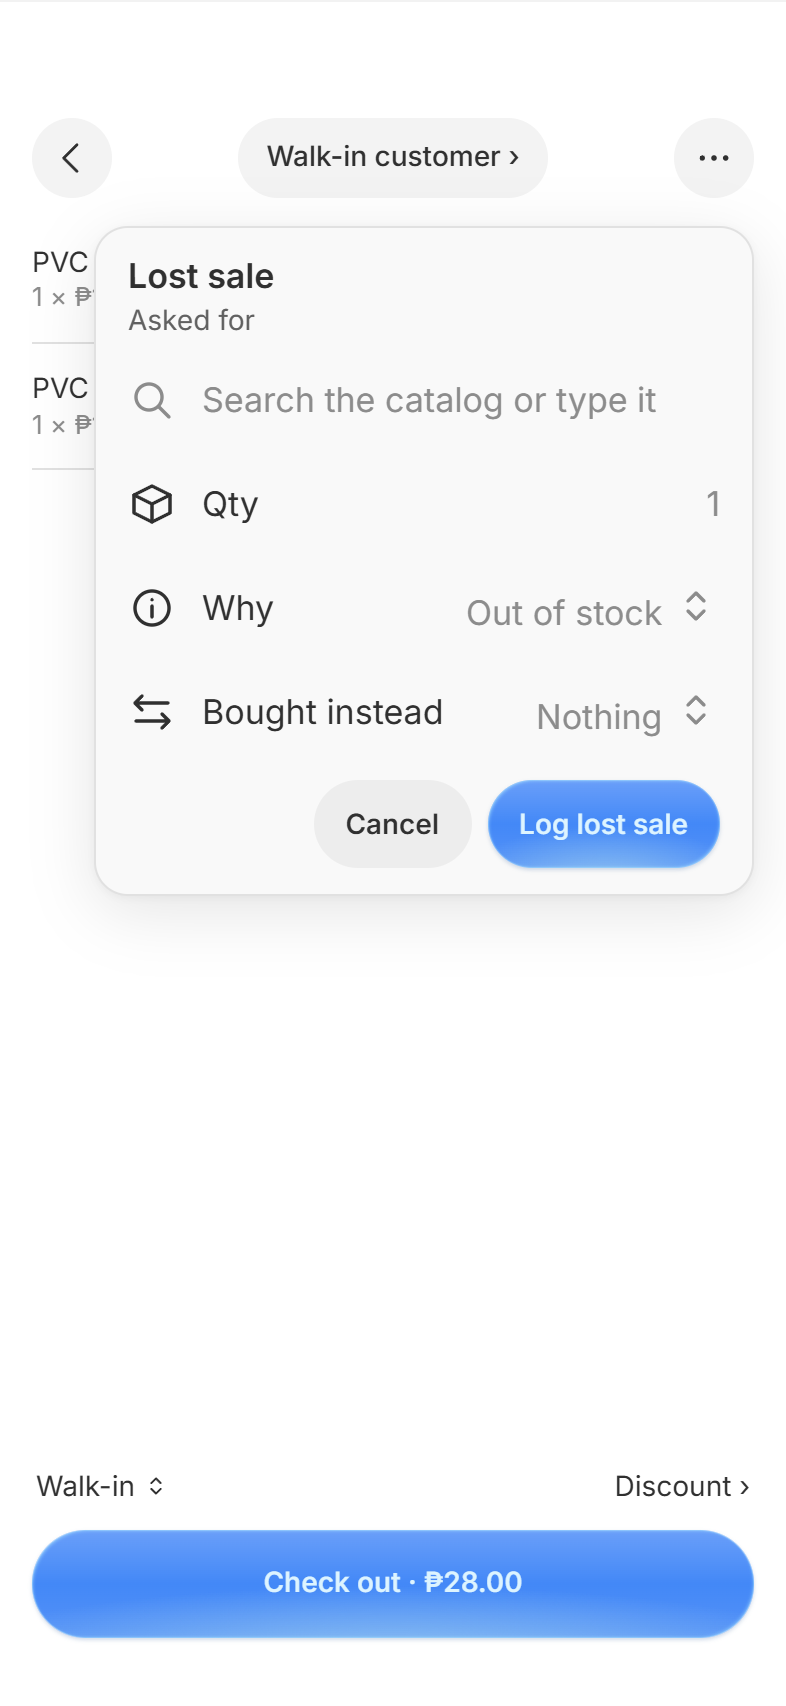 Walk-in customer ›
PVC
1 × ₱
PVC
1 × ₱
Lost sale
Asked for
Search the catalog or type it
Qty 1
Why Out of stock
Bought instead Nothing
Cancel Log lost sale
Walk-in Discount ›
Check out · ₱28.00